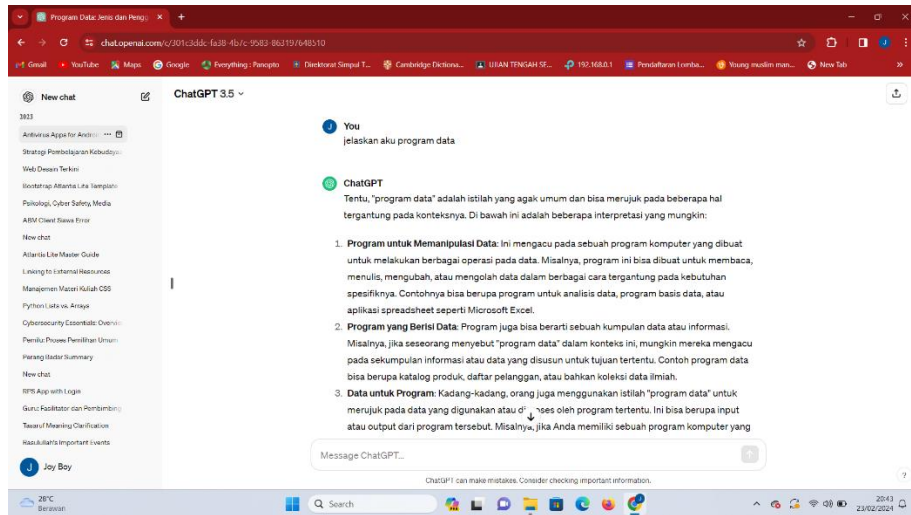 Program Data: Jenis dan Pengg
chat.openai.com/c/301c3ddc-fa38-4b7c-9583-863197648510
Gmail YouTube Maps Google Everything : Panopto Direktorat Simpul T... Cambridge Dictiona... UJIAN TENGAH SE... 192.168.0.1 Pendaftaran Lomba... Young muslim man... New Tab
New chat
ChatGPT 3.5
2023
Antivirus Apps for Android
Strategi Pembelajaran Kebudayaan
Web Desain Terkini
Bootstrap Atlantis Lite Template
Psikologi, Cyber Safety, Media
ABM Client Siswa Error
New chat
Atlantis Lite Master Guide
Linking to External Resources
Manajemen Materi Kuliah CSS
Python Lists vs. Arrays
Cybersecurity Essentials: Overvie
Pemilu: Proses Pemilihan Umum
Perang Badar Summary
New chat
RPS App with Login
Guru: Fasilitator dan Pembimbing
Tasaruf Meaning Clarification
Rasulullah's Important Events
J Joy Boy
J You
jelaskan aku program data
ChatGPT
Tentu, "program data" adalah istilah yang agak umum dan bisa merujuk pada beberapa hal
tergantung pada konteksnya. Di bawah ini adalah beberapa interpretasi yang mungkin:
1. Program untuk Memanipulasi Data: Ini mengacu pada sebuah program komputer yang dibuat
untuk melakukan berbagai operasi pada data. Misalnya, program ini bisa dibuat untuk membaca,
menulis, mengubah, atau mengolah data dalam berbagai cara tergantung pada kebutuhan
spesifiknya. Contohnya bisa berupa program untuk analisis data, program basis data, atau
aplikasi spreadsheet seperti Microsoft Excel.
2. Program yang Berisi Data: Program juga bisa berarti sebuah kumpulan data atau informasi.
Misalnya, jika seseorang menyebut "program data" dalam konteks ini, mungkin mereka mengacu
pada sekumpulan informasi atau data yang disusun untuk tujuan tertentu. Contoh program data
bisa berupa katalog produk, daftar pelanggan, atau bahkan koleksi data ilmiah.
3. Data untuk Program: Kadang-kadang, orang juga menggunakan istilah "program data" untuk
merujuk pada data yang digunakan atau oleh program tertentu. Ini bisa berupa input
atau output dari program tersebut. Misalnya, jika Anda memiliki sebuah program komputer yang
Message ChatGPT...
ChatGPT can make mistakes. Consider checking important information.
28°C
Berawan
Search
20:43
23/02/2024